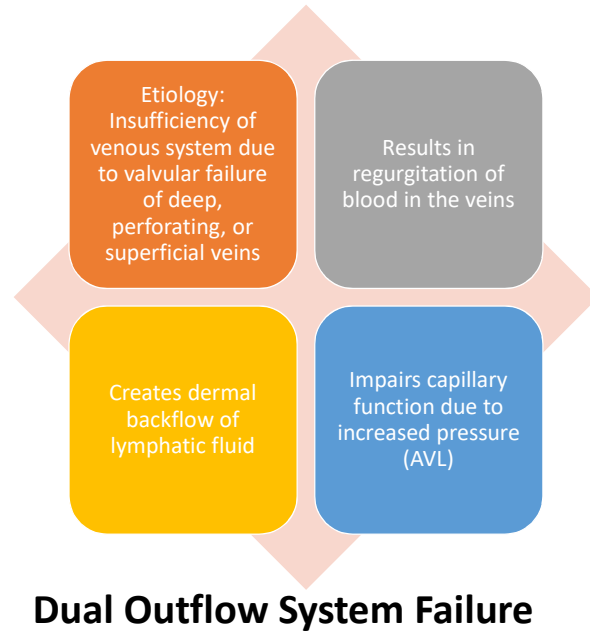 Etiology:
Insufficiency of
venous system due
to valvular failure
of deep,
perforating, or
superficial veins
Results in
regurgitation of
blood in the veins
Creates dermal
backflow of
lymphatic fluid
Impairs capillary
function due to
increased pressure
(AVL)
Dual Outflow System Failure